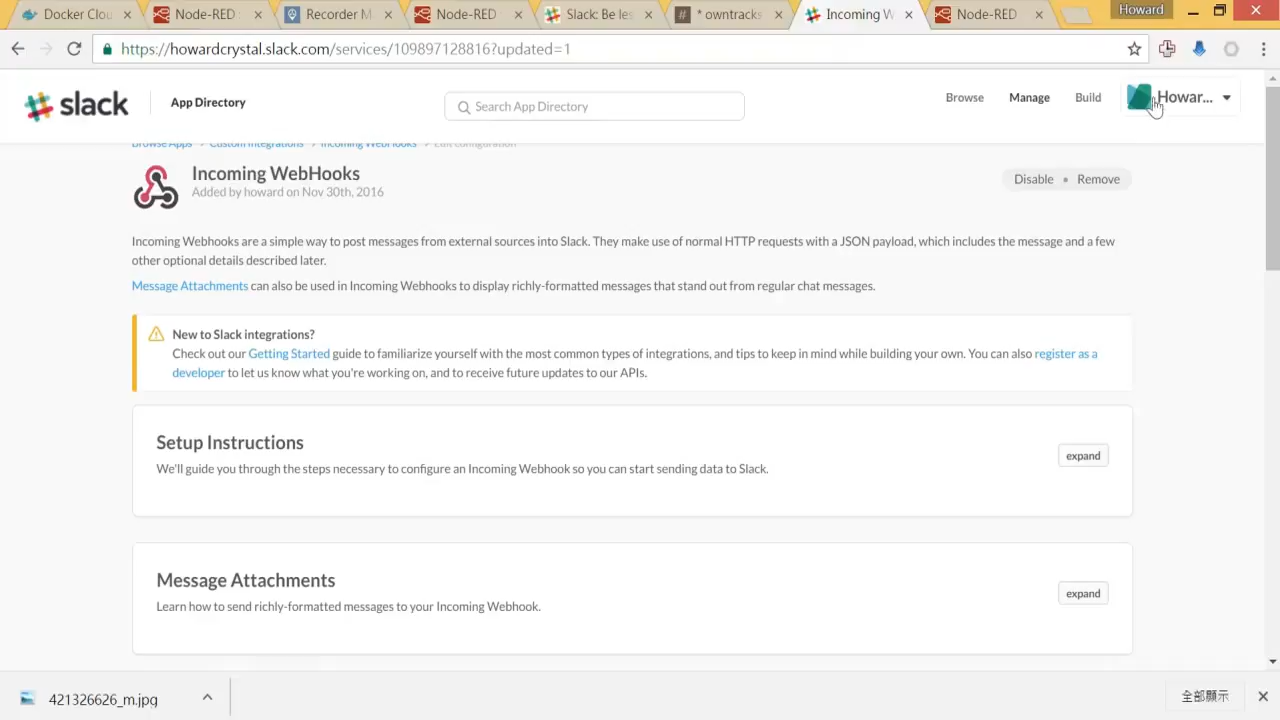 Docker Con
Node-RED
Recorder M
Node-RED
Slack: Be les
* owntracks
Incoming W
Node-RED
Howard
https://howardcrystal.slack.com/services/109897128816?updated=1
slack
App Directory
Search App Directory
Browse
Manage
Build
Howar...
Browse Apps
Custom Integrations
Incoming WebHooks
Edit configuration
Incoming WebHooks
Added by howard on Nov 30th, 2016
Disable • Remove
Incoming Webhooks are a simple way to post messages from external sources into Slack. They make use of normal HTTP requests with a JSON payload, which includes the message and a few
other optional details described later.
Message Attachments can also be used in Incoming Webhooks to display richly-formatted messages that stand out from regular chat messages.
New to Slack integrations?
Check out our Getting Started guide to familiarize yourself with the most common types of integrations, and tips to keep in mind while building your own. You can also register as a
developer to let us know what you're working on, and to receive future updates to our APIs.
Setup Instructions
We'll guide you through the steps necessary to configure an Incoming Webhook so you can start sending data to Slack.
expand
Message Attachments
Learn how to send richly-formatted messages to your Incoming Webhook.
expand
421326626_m.jpg
全部顯示